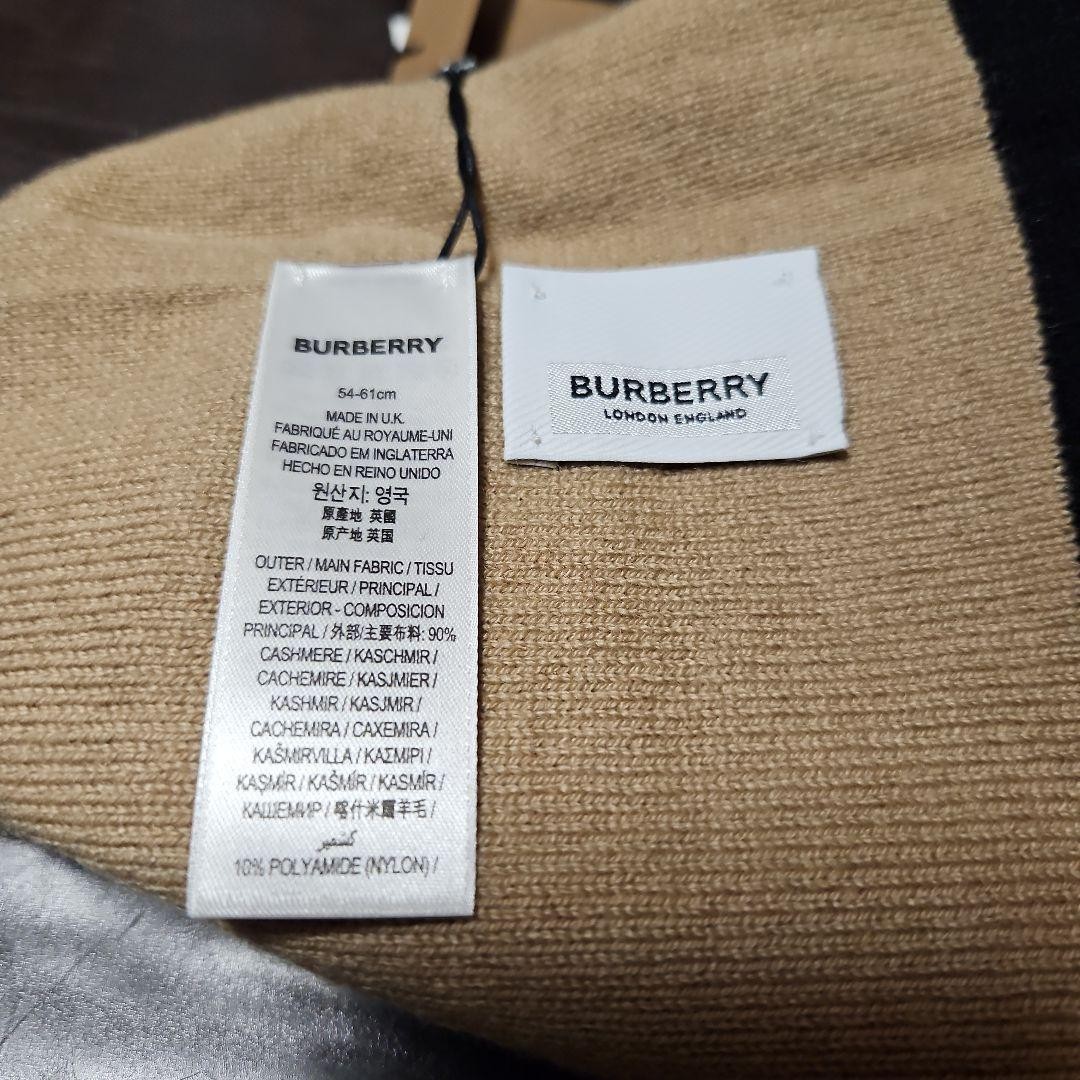 BURBERRY
54-61cm
MADE IN U.K.
FABRIQUÉ AU ROYAUME-UNI
FABRICADO EM INGLATERRA
HECHO EN REINO UNIDO
원산지: 영국
原產地 英國
原产地 英国
OUTER / MAIN FABRIC / TISSU
EXTÉRIEUR / PRINCIPAL /
EXTERIOR - COMPOSICION
PRINCIPAL / 外部/主要布料: 90%
CASHMERE / KASCHMIR /
CACHEMIRE / KASJMIER /
KASHMIR / KASJMIR /
CACHEMIRA / CAXEMIRA /
KAŠMIRVILLA / ΚΑΣΜΙΡΙ /
KAŞMİR / KAŠMÍR / KASMÍR /
КАШЕМИР / 喀什米爾羊毛 /
كشمير
10% POLYAMIDE (NYLON) /
BURBERRY
LONDON ENGLAND